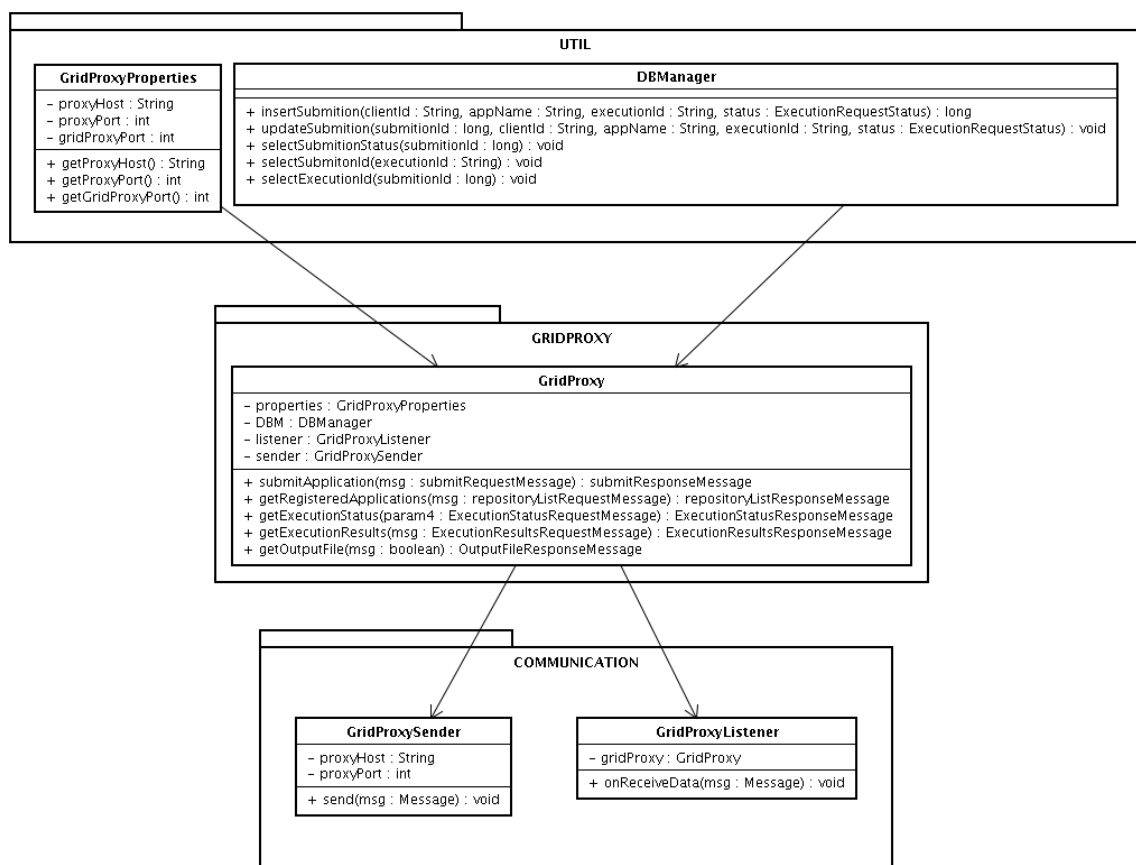 UTIL
GridProxyProperties
- proxyHost : String
- proxyPort : int
- gridProxyPort : int
+ getProxyHost() : String
+ getProxyPort() : int
+ getGridProxyPort() : int
DBManager
+ insertSubmition(clientId : String, appName : String, executionId : String, status : ExecutionRequestStatus) : long
+ updateSubmition(submitionId : long, clientId : String, appName : String, executionId : String, status : ExecutionRequestStatus) : void
+ selectSubmitionStatus(submitionId : long) : void
+ selectSubmitonId(executionId : String) : void
+ selectExecutionId(submitionId : long) : void
GRIDPROXY
GridProxy
- properties : GridProxyProperties
- DBM : DBManager
- listener : GridProxyListener
- sender : GridProxySender
+ submitApplication(msg : submitRequestMessage) : submitResponseMessage
+ getRegisteredApplications(msg : repositoryListRequestMessage) : repositoryListResponseMessage
+ getExecutionStatus(param4 : ExecutionStatusRequestMessage) : ExecutionStatusResponseMessage
+ getExecutionResults(msg : ExecutionResultsRequestMessage) : ExecutionResultsResponseMessage
+ getOutputFile(msg : boolean) : OutputFileResponseMessage
COMMUNICATION
GridProxySender
- proxyHost : String
- proxyPort : int
+ send(msg : Message) : void
GridProxyListener
- gridProxy : GridProxy
+ onReceiveData(msg : Message) : void